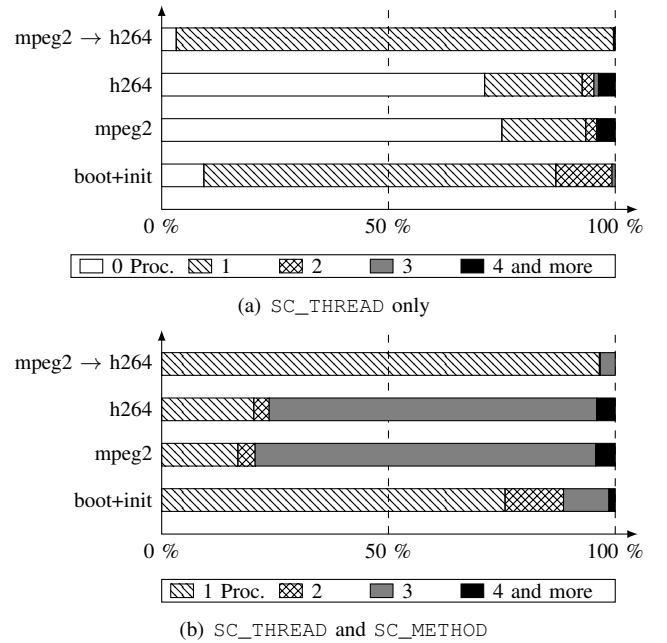 mpeg2 → h264
h264
mpeg2
boot+init
0 % 50 % 100 %
0 Proc. 1 2 3 4 and more
(a) SC_THREAD only
mpeg2 → h264
h264
mpeg2
boot+init
0 % 50 % 100 %
1 Proc. 2 3 4 and more
(b) SC_THREAD and SC_METHOD